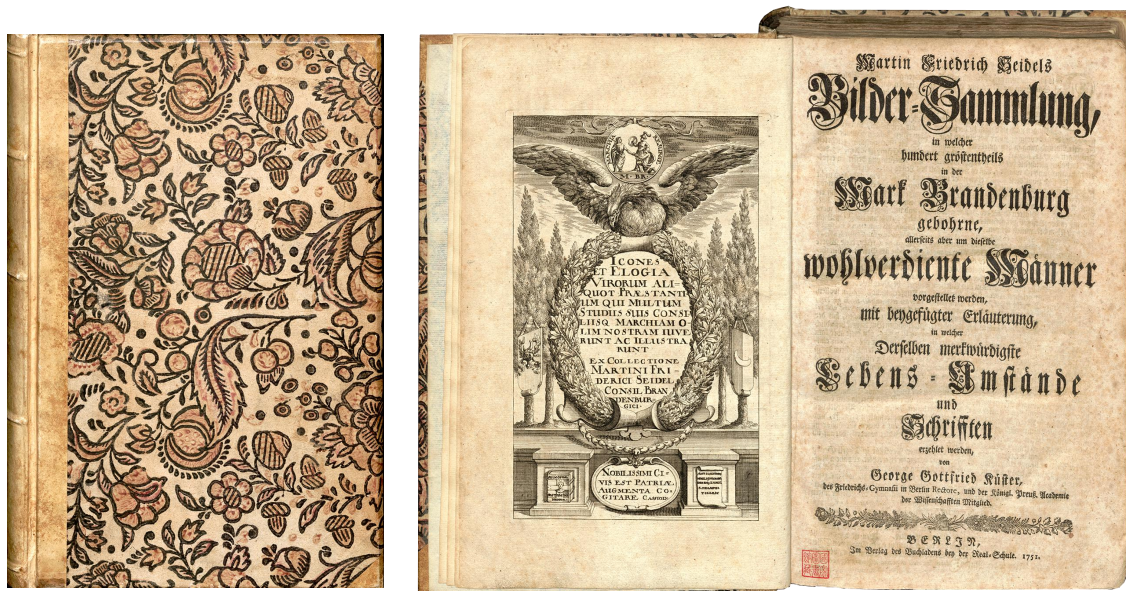 ICONES
ET ELOGIA
VIRORUM ALI-
QUOT PRÆSTANTI
UM QUI MULTUM
STUDIIS SUIS CONSI
LIISQ MARCHIAM O
LIM NOSTRAM IUVE
RUNT AC ILLUSTRA
RUNT
EX COLLECTIONE
MARTINI FRI-
DERICI SEIDEL
CONSIL BRAN
DENBUR-
GICI.
NOBILISSIMI CI-
VIS EST PATRIÆ
AUGMENTA CO-
GITARE
Martin Friedrich Seidels
Bilder-Sammlung,
in welcher
hundert gröstentheils
in der
Mark Brandenburg
gebohrne,
allerseits aber um dieselbe
wohlverdiente Männer
vorgestellet werden,
mit beygefügter Erläuterung,
in welcher
Derselben merkwürdigste
Lebens-Umstände
und
Schrifften
erzehlet werden,
von
George Gottfried Küster,
des Friedrichs-Gymnasii in Berlin Rectore, und der Königl. Preuß. Academie
der Wissenschafften Mitglied.
BERLIN,
Im Verlag des Buchladens bey der Real-Schule. 1751.